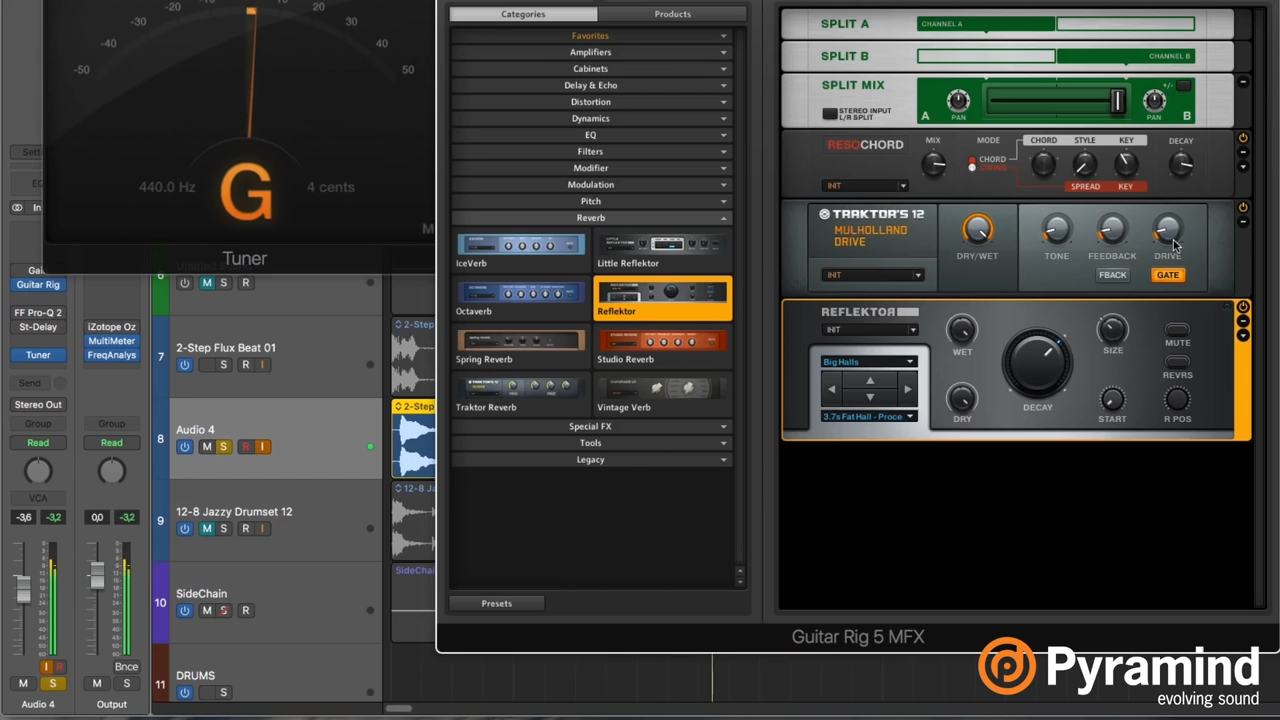 -50
-40
-30
-20
-10
0
10
20
30
40
50
440.0 Hz
G
4 cents
M
Tuner
Guitar Rig
FF Pro-Q 2
St-Delay
Tuner
Send
Stereo Out
Group
Read
VCA
-3,6 -3,2
I R
M S
Audio 4
iZotope Oz
MultiMeter
FreqAnalys
Group
Read
0,0 -3,2
Bnce
M S
Output
6
M S R
7
2-Step Flux Beat 01
S R I
8
Audio 4
M S R I
9
12-8 Jazzy Drumset 12
M S R I
10
SideChain
M S R
11
DRUMS
S
2-Step
2-Step
12-8 Ja
SideChai
Categories
Products
Favorites
Amplifiers
Cabinets
Delay & Echo
Distortion
Dynamics
EQ
Filters
Modifier
Modulation
Pitch
Reverb
IceVerb
Little Reflektor
Octaverb
Reflektor
Spring Reverb
Studio Reverb
Traktor Reverb
Vintage Verb
Special FX
Tools
Legacy
Presets
SPLIT A
CHANNEL A
SPLIT B
CHANNEL B
SPLIT MIX
STEREO INPUT
L/R SPLIT
A
PAN
+/-
PAN
B
RESOCHORD
INIT
MIX
MODE
CHORD
STRING
CHORD STYLE KEY
SPREAD KEY
DECAY
TRAKTOR'S 12
MULHOLLAND
DRIVE
INIT
DRY/WET
TONE
FEEDBACK
DRIVE
FBACK
GATE
REFLEKTOR
INIT
Big Halls
3.7s Fat Hall - Proce
WET
DRY
DECAY
SIZE
START
MUTE
REVRS
R POS
Guitar Rig 5 MFX
Pyramind
evolving sound